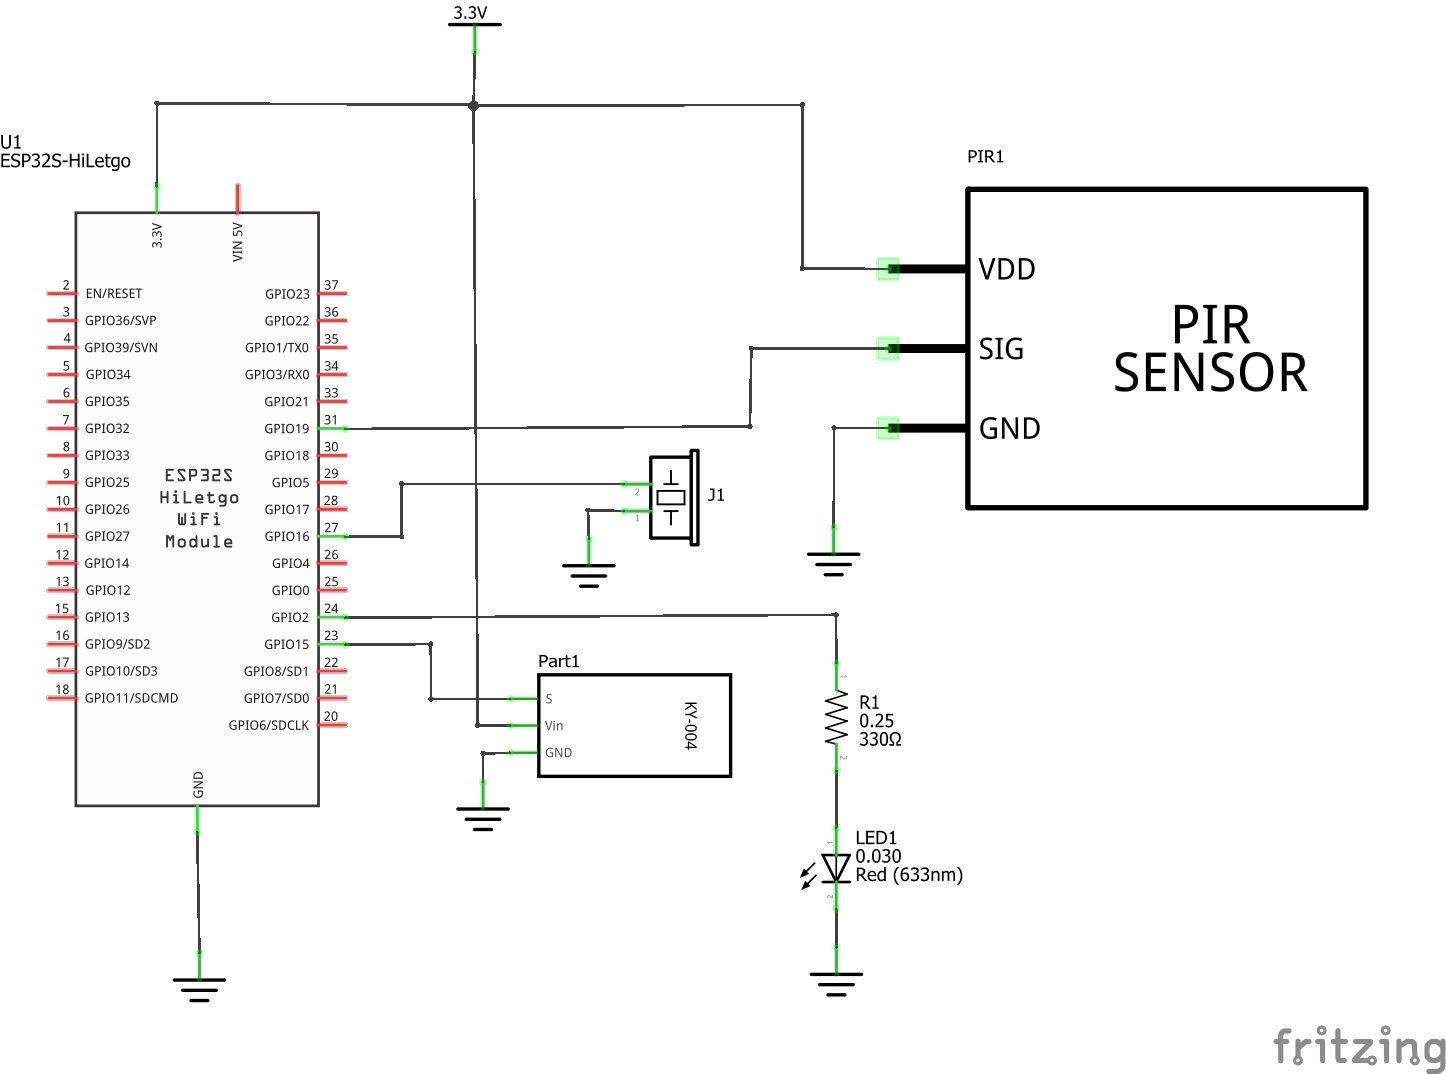 3.3V
U1
ESP32S-HiLetgo
3.3V
VIN 5V
2 EN/RESET
3 GPIO36/SVP
4 GPIO39/SVN
5 GPIO34
6 GPIO35
7 GPIO32
8 GPIO33
9 GPIO25
10 GPIO26
11 GPIO27
12 GPIO14
13 GPIO12
15 GPIO13
16 GPIO9/SD2
17 GPIO10/SD3
18 GPIO11/SDCMD
ESP32S
HiLetgo
WiFi
Module
GPIO23 37
GPIO22 36
GPIO1/TX0 35
GPIO3/RX0 34
GPIO21 33
GPIO19 31
GPIO18 30
GPIO5 29
GPIO17 28
GPIO16 27
GPIO4 26
GPIO0 25
GPIO2 24
GPIO15 23
GPIO8/SD1 22
GPIO7/SD0 21
GPIO6/SDCLK 20
GND
PIR1
VDD
SIG
GND
PIR
SENSOR
2
1
J1
Part1
S
Vin
GND
KY-004
1
R1
0.25
330Ω
2
1
LED1
0.030
Red (633nm)
2
fritzing